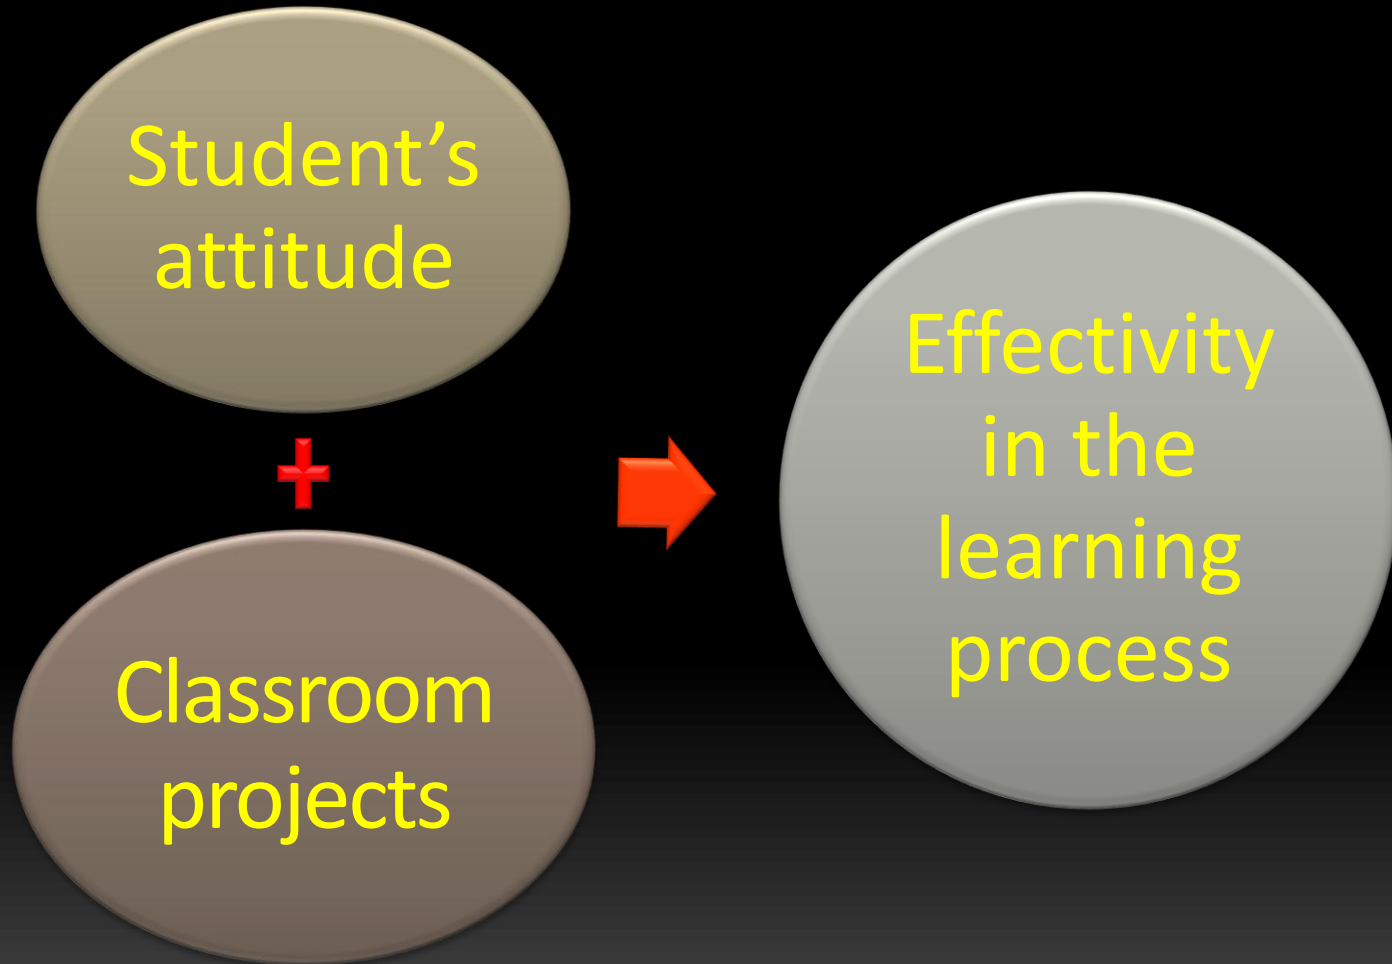 Student’s
attitude
+
Classroom
projects
Effectivity
in the
learning
process